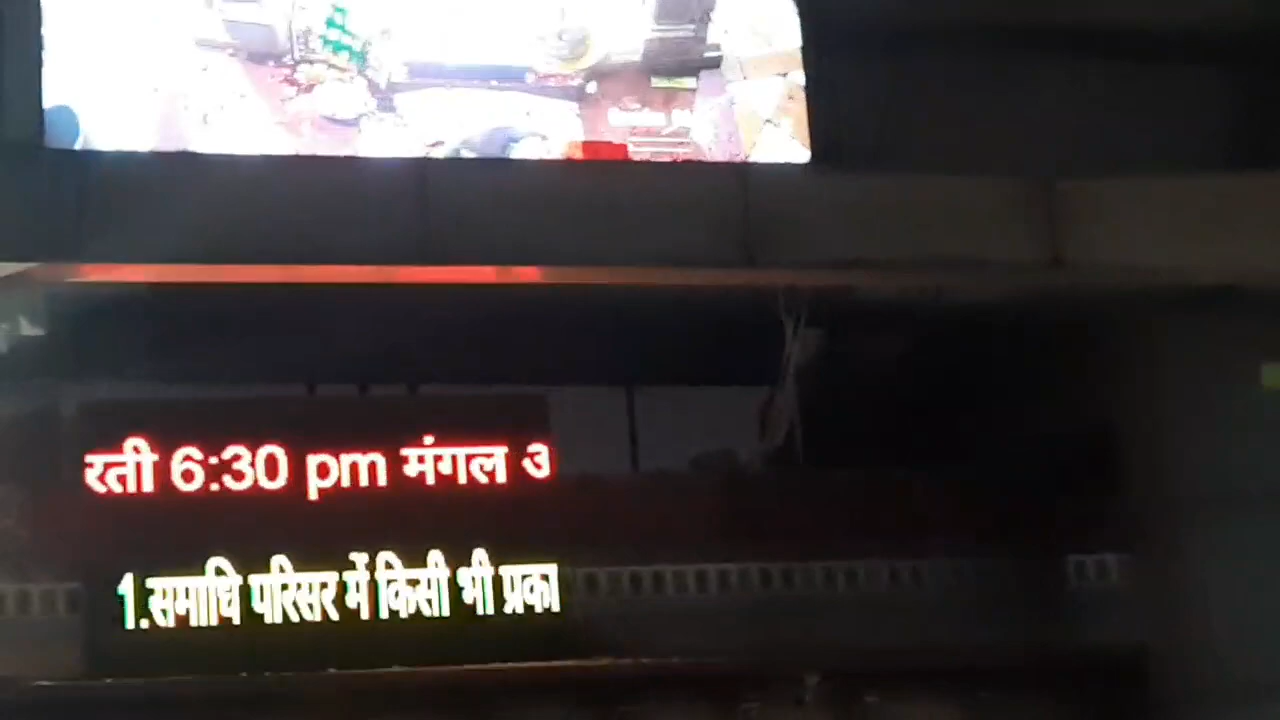 रती 6:30 pm मंगल अ
1.समाधि परिसर में किसी भी प्रका